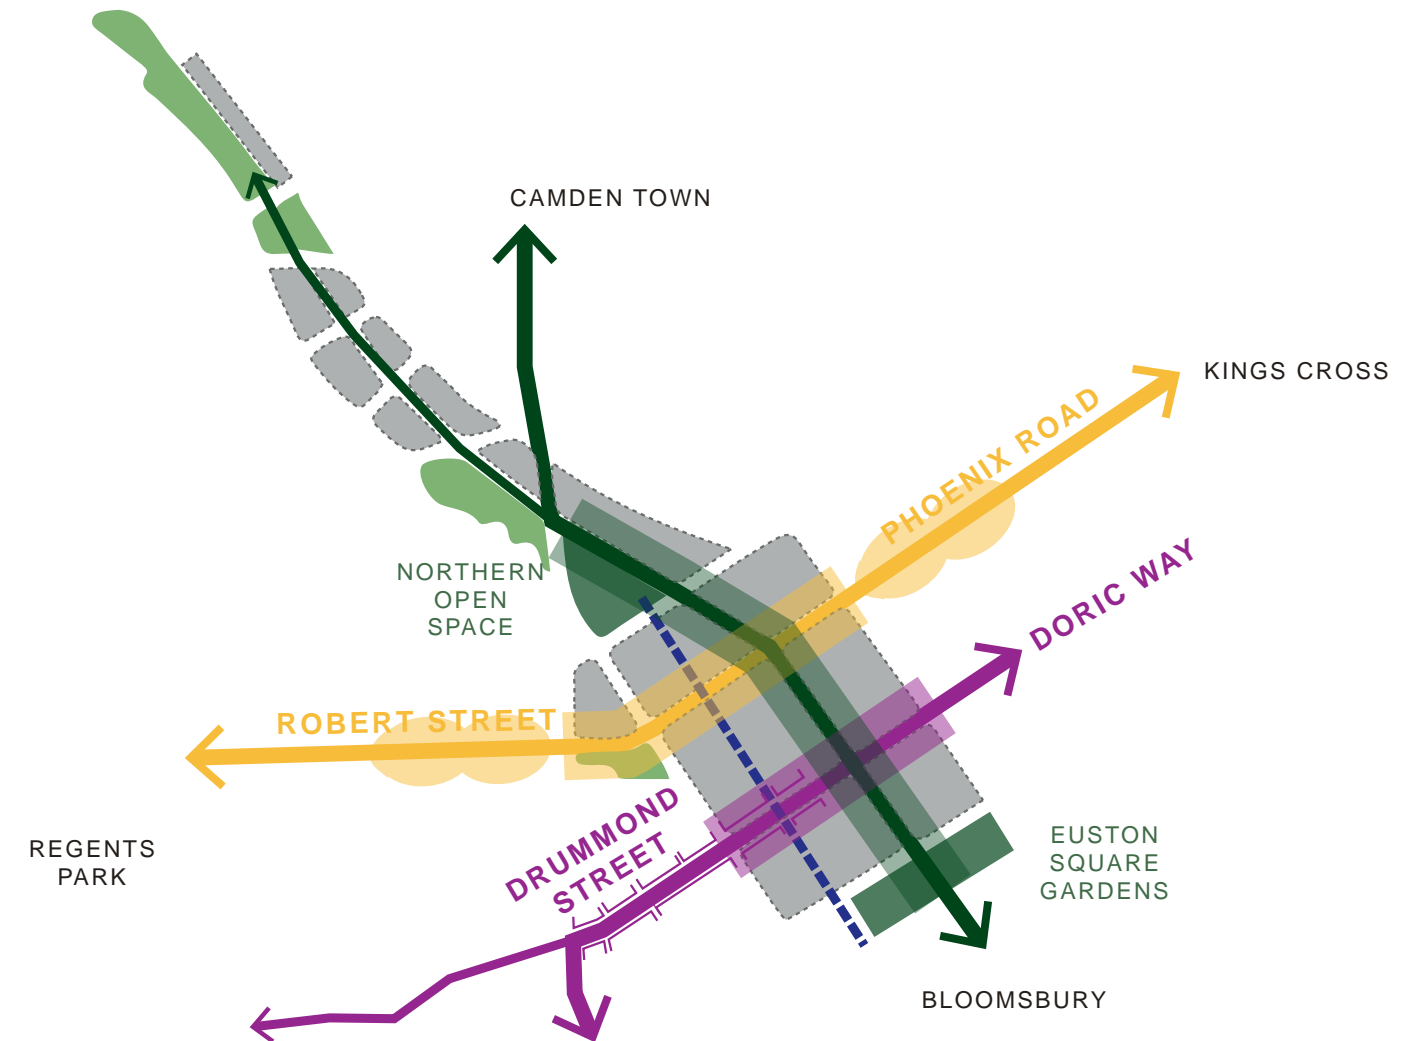 CAMDEN TOWN
KINGS CROSS
PHOENIX ROAD
DORIC WAY
NORTHERN
OPEN
SPACE
ROBERT STREET
DRUMMOND
STREET
REGENTS
PARK
EUSTON
SQUARE
GARDENS
BLOOMSBURY